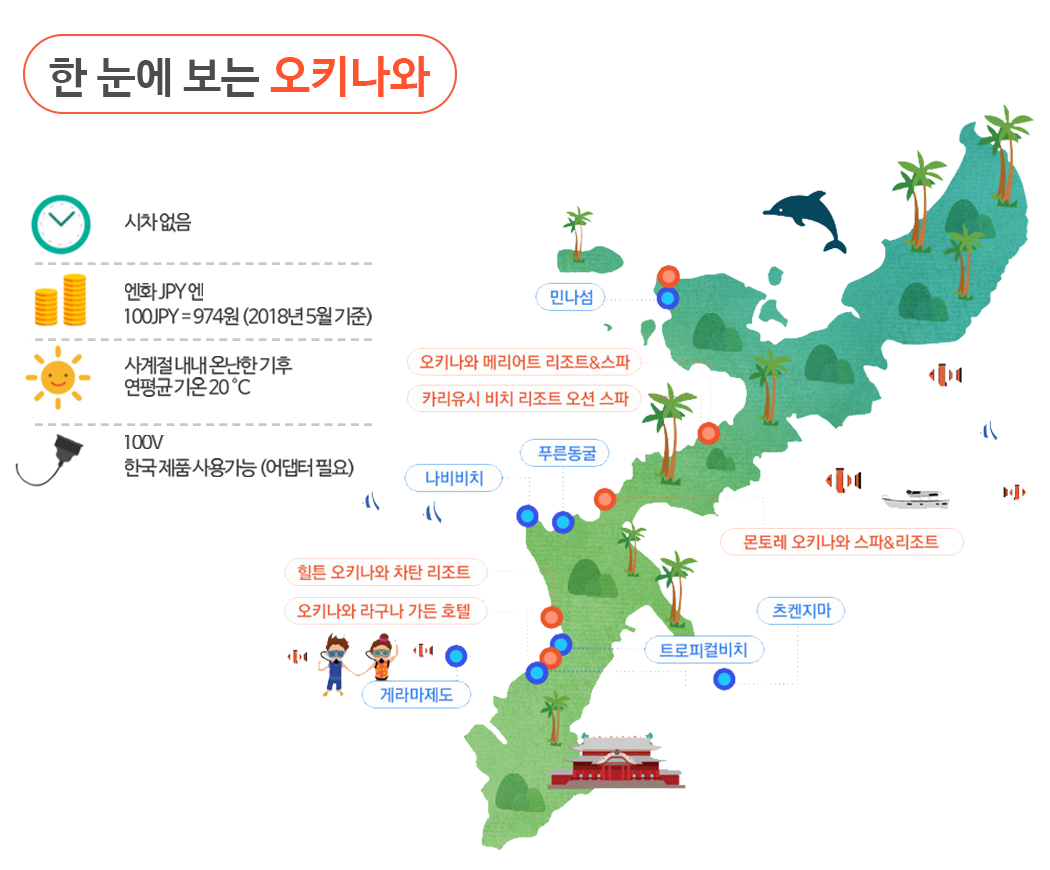 한 눈에 보는 오키나와
시차 없음
엔화 JPY 엔
100JPY = 974원 (2018년 5월 기준)
사계절 내내 온난한 기후
연평균 기온 20 ˚C
100V
한국 제품 사용가능 (어댑터 필요)
민나섬
오키나와 메리어트 리조트&스파
카리유시 비치 리조트 오션 스파
푸른동굴
나비비치
몬토레 오키나와 스파&리조트
힐튼 오키나와 차탄 리조트
오키나와 라구나 가든 호텔
츠켄지마
트로피컬비치
게라마제도